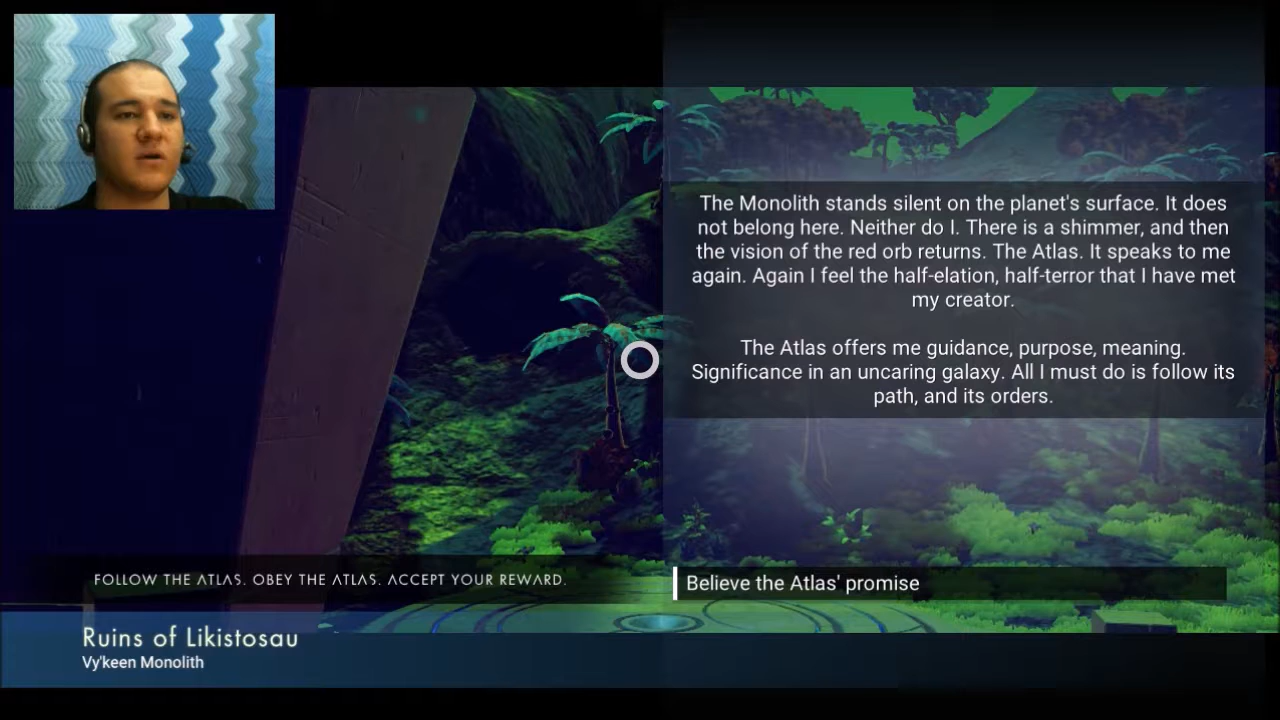 The Monolith stands silent on the planet's surface. It does
not belong here. Neither do I. There is a shimmer, and then
the vision of the red orb returns. The Atlas. It speaks to me
again. Again I feel the half-elation, half-terror that I have met
my creator.
The Atlas offers me guidance, purpose, meaning.
Significance in an uncaring galaxy. All I must do is follow its
path, and its orders.
FOLLOW THE ATLAS. OBEY THE ATLAS. ACCEPT YOUR REWARD.
Believe the Atlas' promise
Ruins of Likistosau
Vy'keen Monolith